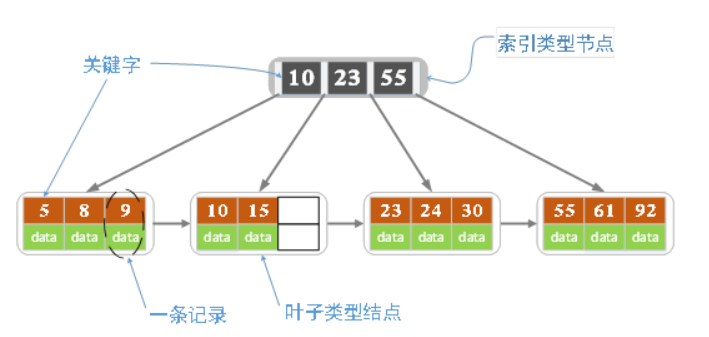 索引类型节点
关键字
10 23 55
5 8 9
data data data
10 15
data data
23 24 30
data data data
55 61 92
data data data
一条记录
叶子类型结点